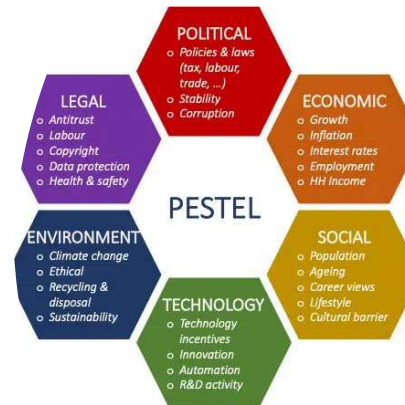 POLITICAL
o Policies & laws
(tax, labour,
trade, ...)
o Stability
o Corruption
ECONOMIC
o Growth
o Inflation
o Interest rates
o Employment
o HH Income
SOCIAL
o Population
o Ageing
o Career views
o Lifestyle
o Cultural barrier
TECHNOLOGY
o Technology
incentives
o Innovation
o Automation
o R&D activity
ENVIRONMENT
o Climate change
o Ethical
o Recycling &
disposal
o Sustainability
LEGAL
o Antitrust
o Labour
o Copyright
o Data protection
o Health & safety
PESTEL